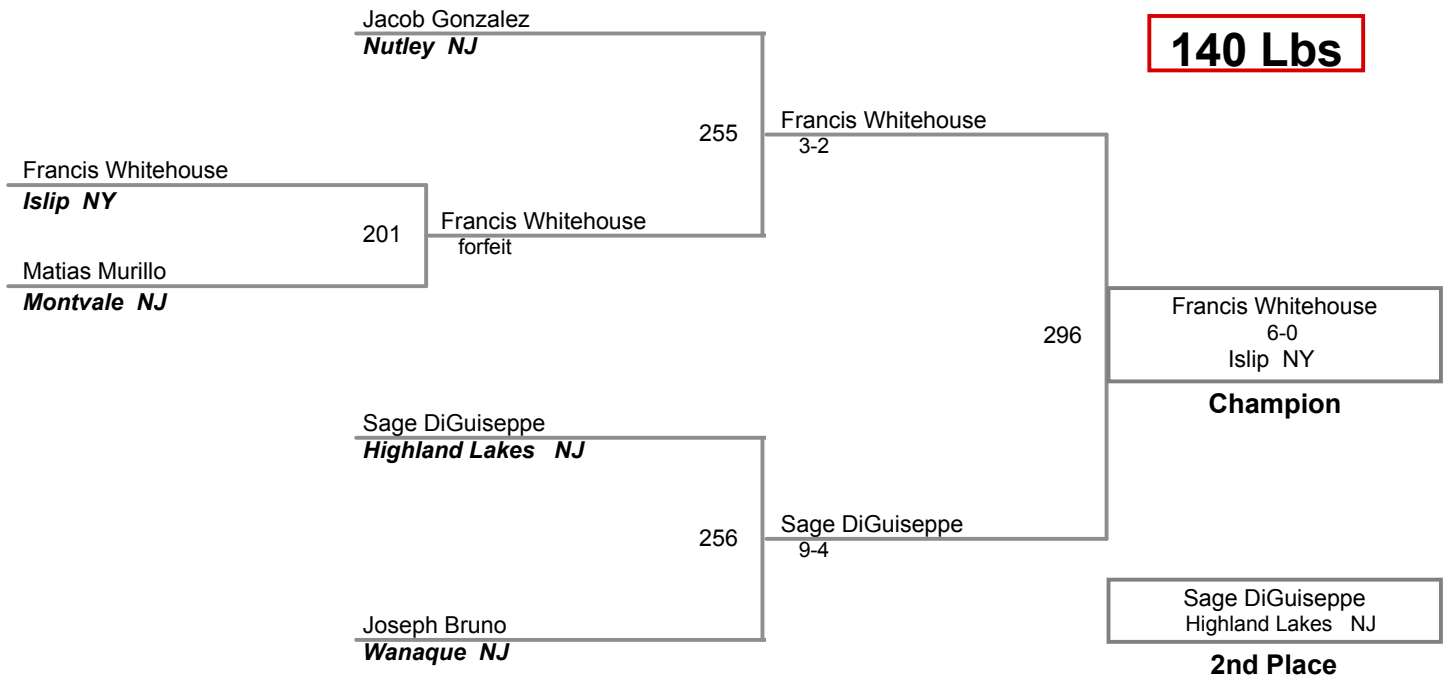 Jacob Gonzalez
Nutley NJ
140 Lbs
255
Francis Whitehouse
3-2
Francis Whitehouse
Islip NY
201
Francis Whitehouse
forfeit
Matias Murillo
Montvale NJ
296
Francis Whitehouse
6-0
Islip NY
Champion
Sage DiGuiseppe
Highland Lakes NJ
256
Sage DiGuiseppe
9-4
Joseph Bruno
Wanaque NJ
Sage DiGuiseppe
Highland Lakes NJ
2nd Place